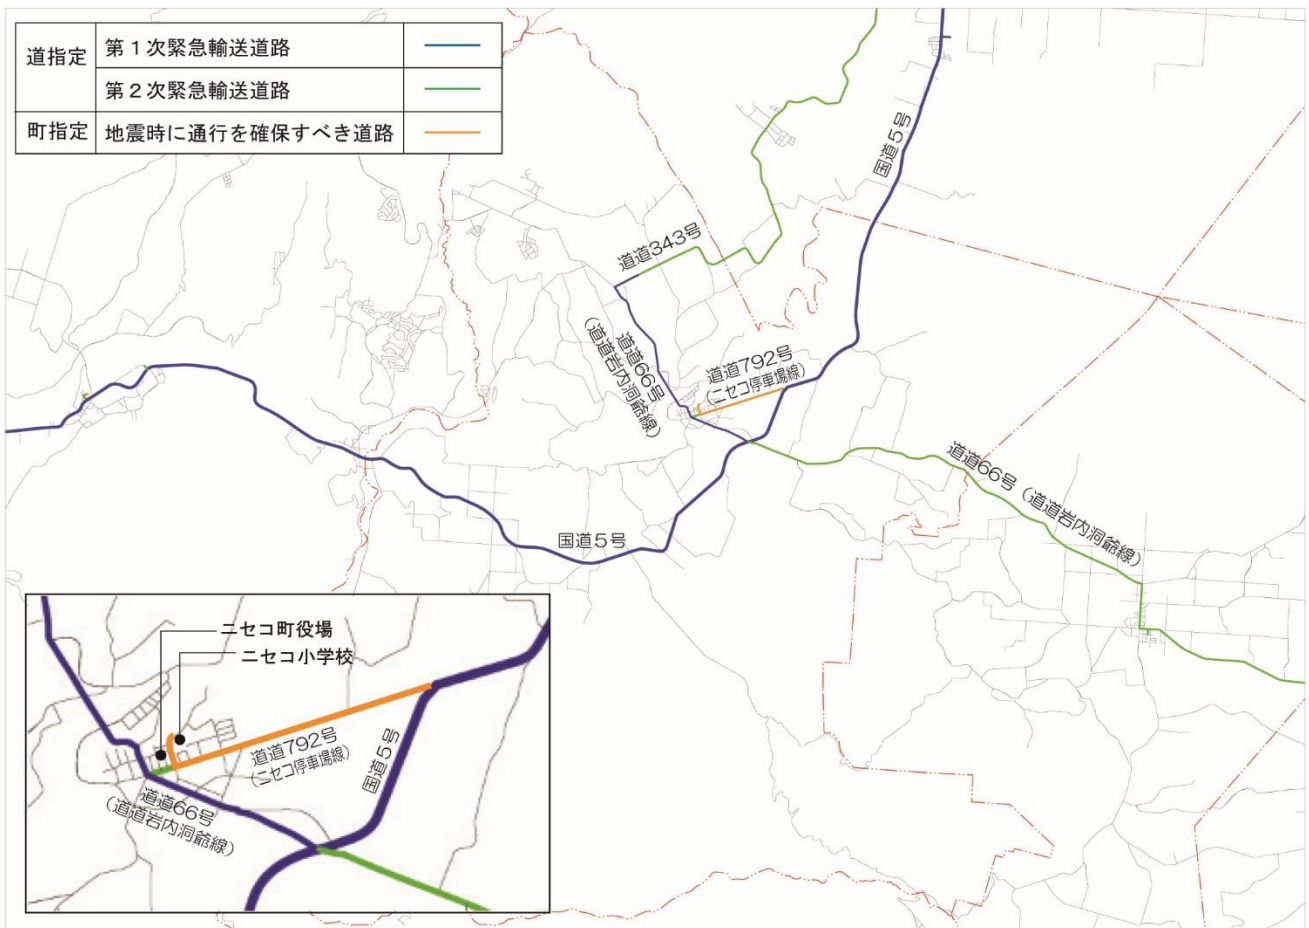 道指定
第1次緊急輸送道路
第2次緊急輸送道路
町指定
地震時に通行を確保すべき道路
国道5号
道道343号
道道66号
(道道岩内洞爺線)
道道792号
(ニセコ停車場線)
道道66号(道道岩内洞爺線)
国道5号
ニセコ町役場
ニセコ小学校
道道792号
(ニセコ停車場線)
国道5号
道道66号
(道道岩内洞爺線)